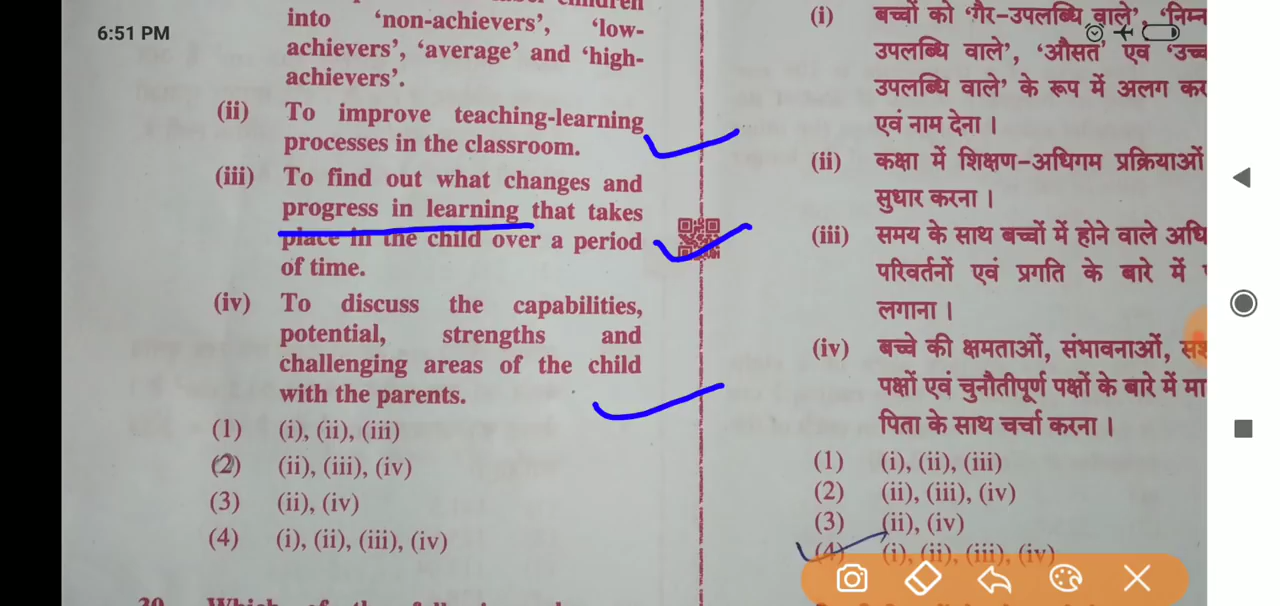 6:51 PM
into 'non-achievers', 'low-
achievers', 'average' and 'high-
achievers'.
(ii) To improve teaching-learning
processes in the classroom.
(iii) To find out what changes and
progress in learning that takes
place in the child over a period
of time.
(iv) To discuss the capabilities,
potential, strengths and
challenging areas of the child
with the parents.
(1) (i), (ii), (iii)
(2) (ii), (iii), (iv)
(3) (ii), (iv)
(4) (i), (ii), (iii), (iv)
(i) बच्चों को 'गैर-उपलब्धि वाले',
उपलब्धि वाले', 'औसत' एवं
उपलब्धि वाले' के रूप में अलग
एवं नाम देना ।
(ii) कक्षा में शिक्षण-अधिगम प्रक्रियाओं
सुधार करना ।
(iii) समय के साथ बच्चों में होने वाले
परिवर्तनों एवं प्रगति के बारे में
लगाना ।
(iv) बच्चे की क्षमताओं, संभावनाओं,
पक्षों एवं चुनौतीपूर्ण पक्षों के बारे में
पिता के साथ चर्चा करना ।
(1) (i), (ii), (iii)
(2) (ii), (iii), (iv)
(3) (ii), (iv)
(4) (i), (ii), (iii), (iv)